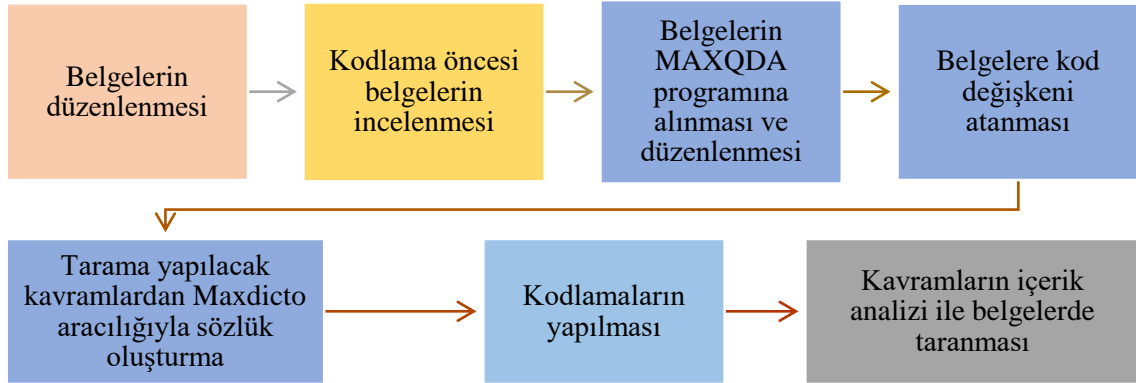 Belgelerin
düzenlenmesi
Kodlama öncesi
belgelerin
incelenmesi
Belgelerin
MAXQDA
programına
alınması ve
düzenlenmesi
Belgelere kod
değişkeni
atanması
Tarama yapılacak
kavramlardan Maxdicto
aracılığıyla sözlük
oluşturma
Kodlamaların
yapılması
Kavramların içerik
analizi ile belgelerde
taranması